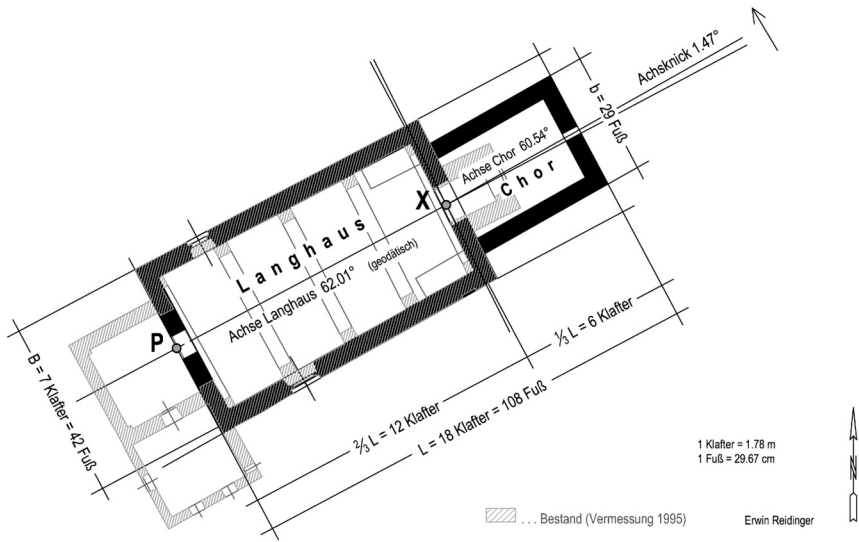 Achsknick 1.47°
b = 29 Fuß
Achse Chor 60.54°
Chor
X
Langhaus
Achse Langhaus 62.01° (geodätisch)
P
B = 7 Klafter = 42 Fuß
⅓ L = 6 Klafter
⅔ L = 12 Klafter
L = 18 Klafter = 108 Fuß
1 Klafter = 1.78 m
1 Fuß = 29.67 cm
N
... Bestand (Vermessung 1995)
Erwin Reidinger